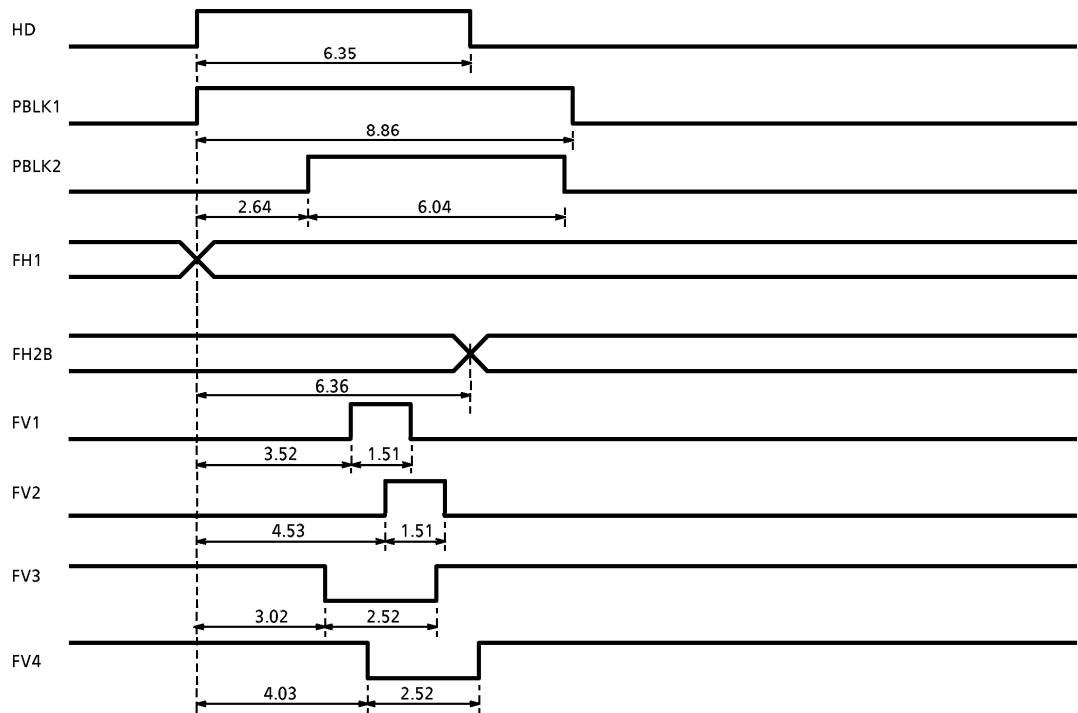 HD
6.35
PBLK1
8.86
PBLK2
2.64 6.04
FH1
FH2B
6.36
FV1
3.52 1.51
FV2
4.53 1.51
FV3
3.02 2.52
FV4
4.03 2.52